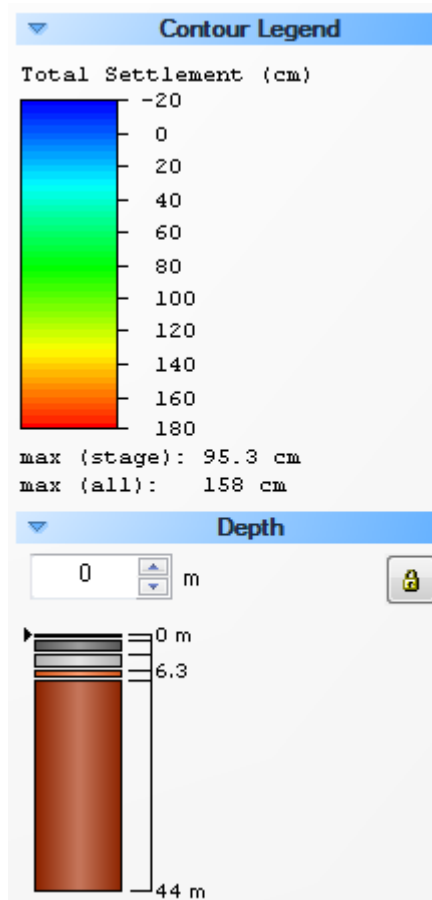 Contour Legend
Total Settlement (cm)
-20
0
20
40
60
80
100
120
140
160
180
max (stage): 95.3 cm
max (all): 158 cm
Depth
0 m
0 m
6.3
44 m